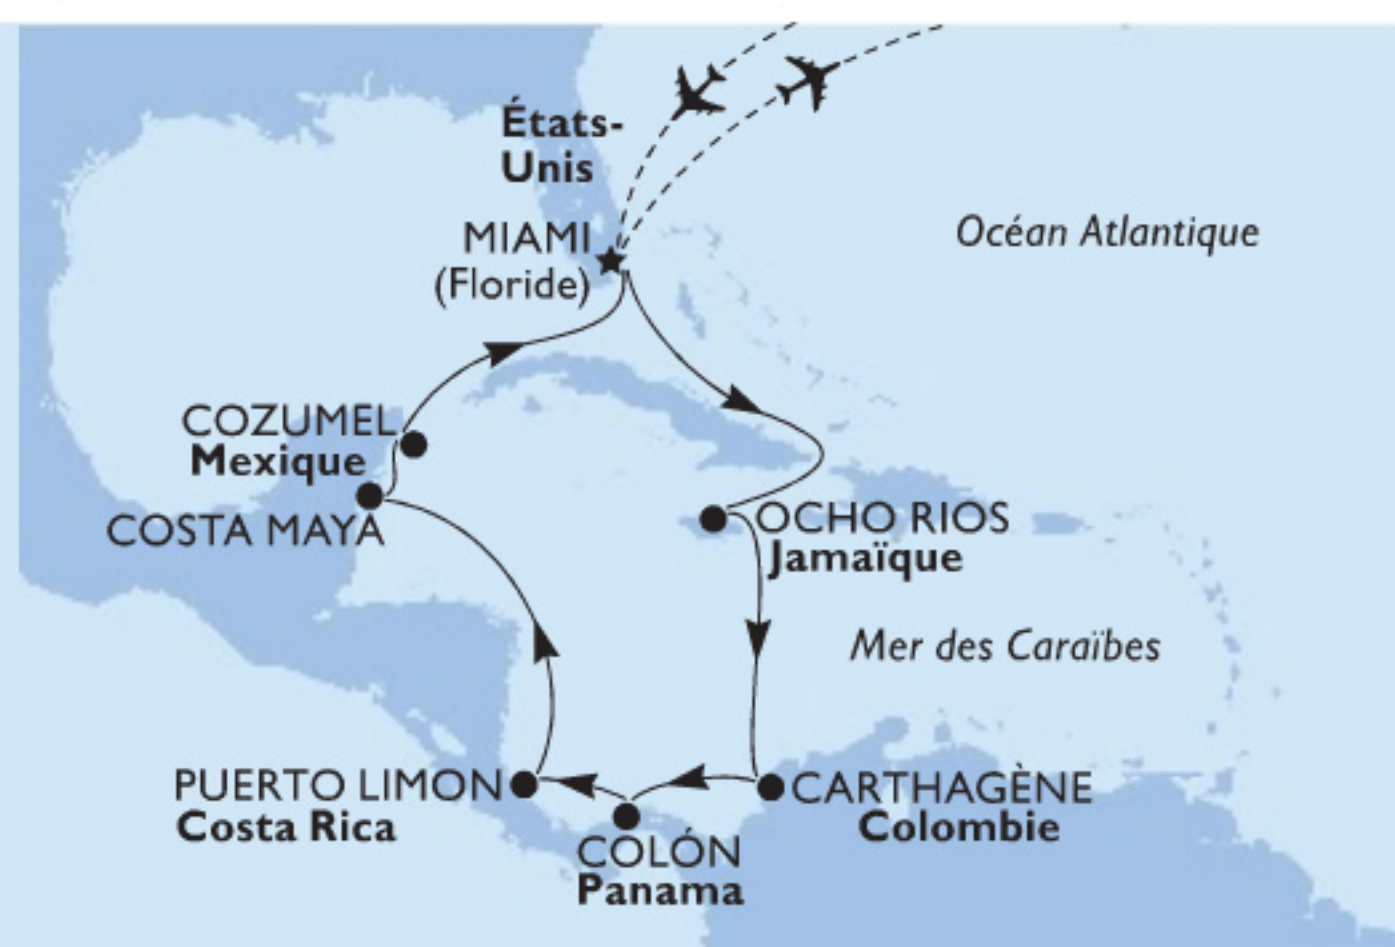 États-
Unis
MIAMI
(Floride)
Océan Atlantique
COZUMEL
Mexique
COSTA MAYA
OCHO RIOS
Jamaïque
Mer des Caraïbes
PUERTO LIMON
Costa Rica
CARTHAGÈNE
Colombie
COLÓN
Panama